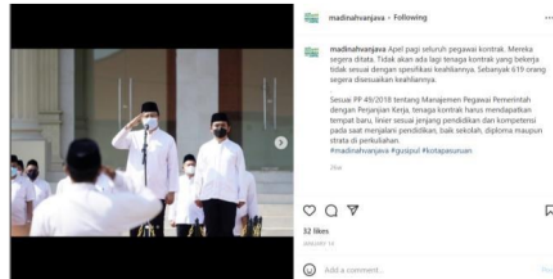 madinahvanjava • Following
madinahvanjava Apel pagi seluruh pegawai kontrak. Mereka
segera ditata. Tidak akan ada lagi tenaga kontrak yang bekerja
tidak sesuai dengan spesifikasi keahliannya. Sebanyak 619 orang
segera disesuaikan keahliannya.
.
Sesuai PP 49/2018 tentang Manajemen Pegawai Pemerintah
dengan Perjanjian Kerja, tenaga kontrak harus mendapatkan
tempat baru, linier sesuai jenjang pendidikan dan kompetensi
pada saat menjalani pendidikan, baik sekolah, diploma maupun
strata di perkuliahan.
#madinahvanjava #gusipul #kotapasuruan
32 likes
JANUARY 13
Add a comment...